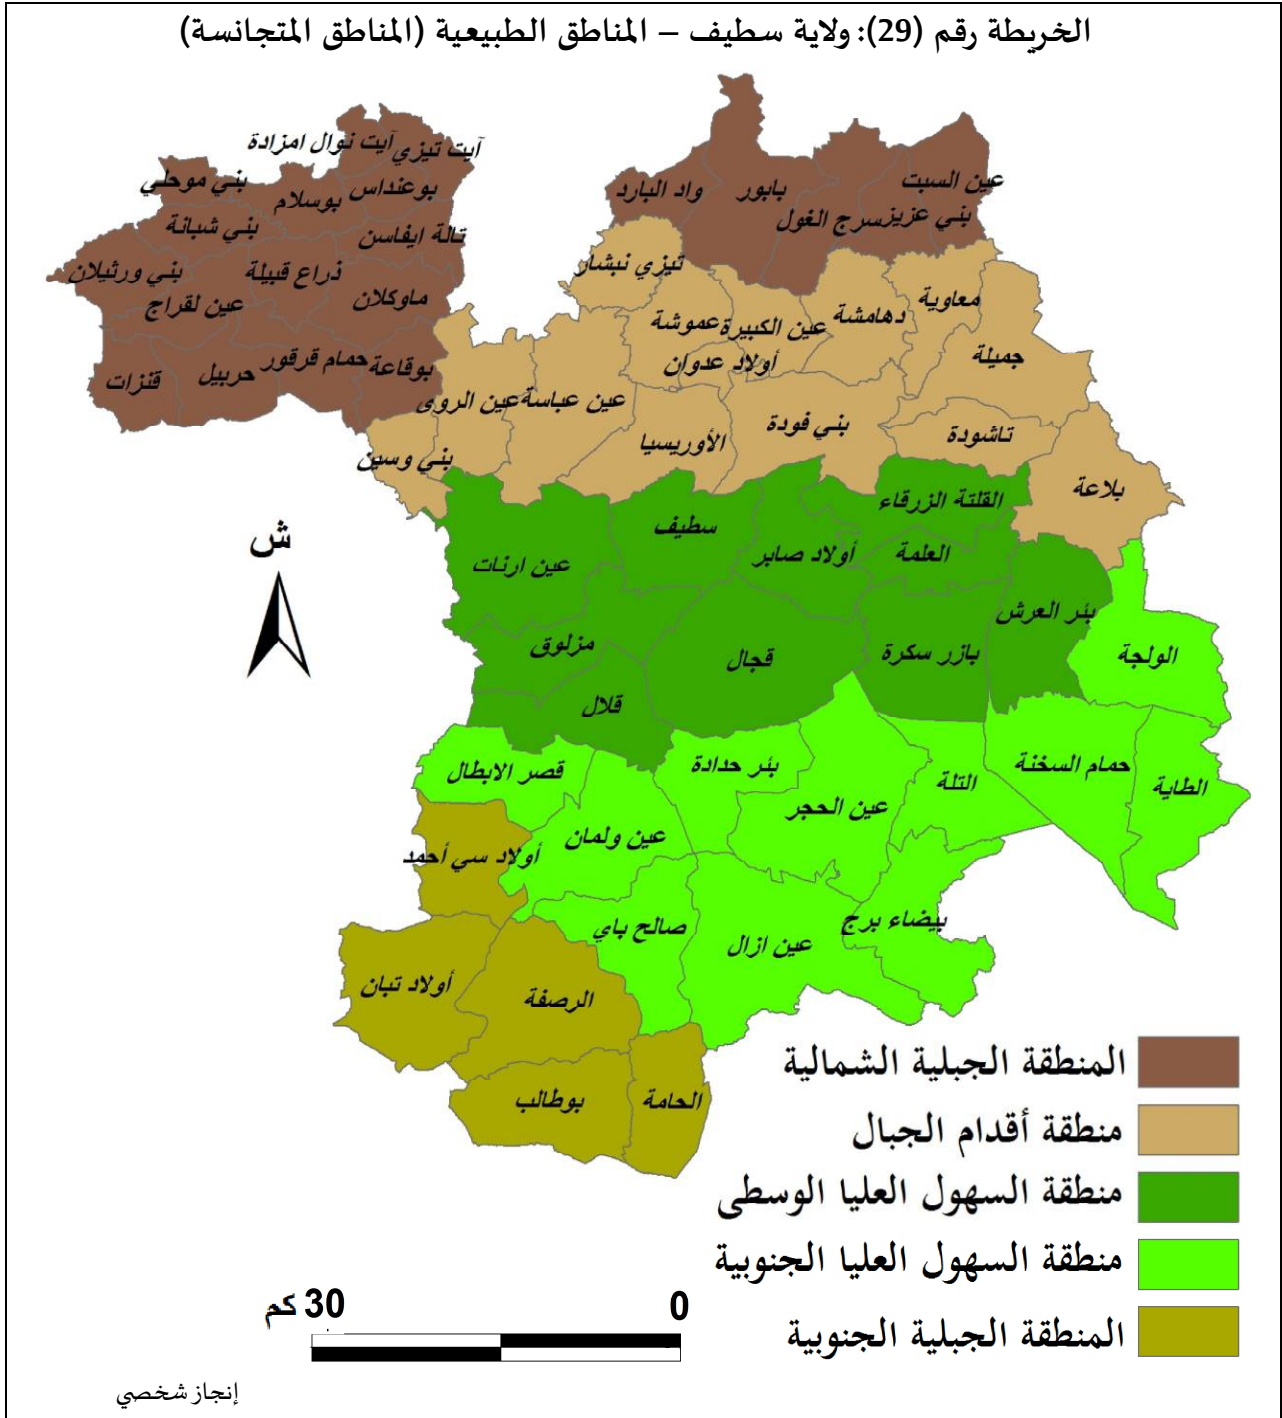 الخريطة رقم (29): ولاية سطيف – المناطق الطبيعية (المناطق المتجانسة)
آيت تيزي
آيت نوال امزادة
بني موحلي
بوسلام
بوعنداس
بني شبانة
تالة ايفاسن
بني ورثيلان
ذراع قبيلة
عين لقراج
ماوكلان
قنزات
حربيل
حمام قرقور
بوقاعة
واد البارد
بابور
سرج الغول
بني عزيز
عين السبت
تيزي نبشار
عموشة
عين الكبيرة
دهامشة
معاوية
جميلة
أولاد عدوان
عين الروى
عين عباسة
الأوريسيا
بني فودة
تاشودة
بني وسين
بلاعة
القلتة الزرقاء
سطيف
أولاد صابر
العلمة
عين ارنات
بئر العرش
مزلوق
قجال
بازر سكرة
الولجة
قلال
قصر الابطال
بئر حدادة
حمام السخنة
الطاية
التلة
عين الحجر
عين ولمان
أولاد سي أحمد
صالح باي
عين ازال
بيضاء برج
أولاد تبان
الرصفة
بوطالب
الحامة
ش
المنطقة الجبلية الشمالية
منطقة أقدام الجبال
منطقة السهول العليا الوسطى
منطقة السهول العليا الجنوبية
المنطقة الجبلية الجنوبية
0
30 كم
إنجاز شخصي